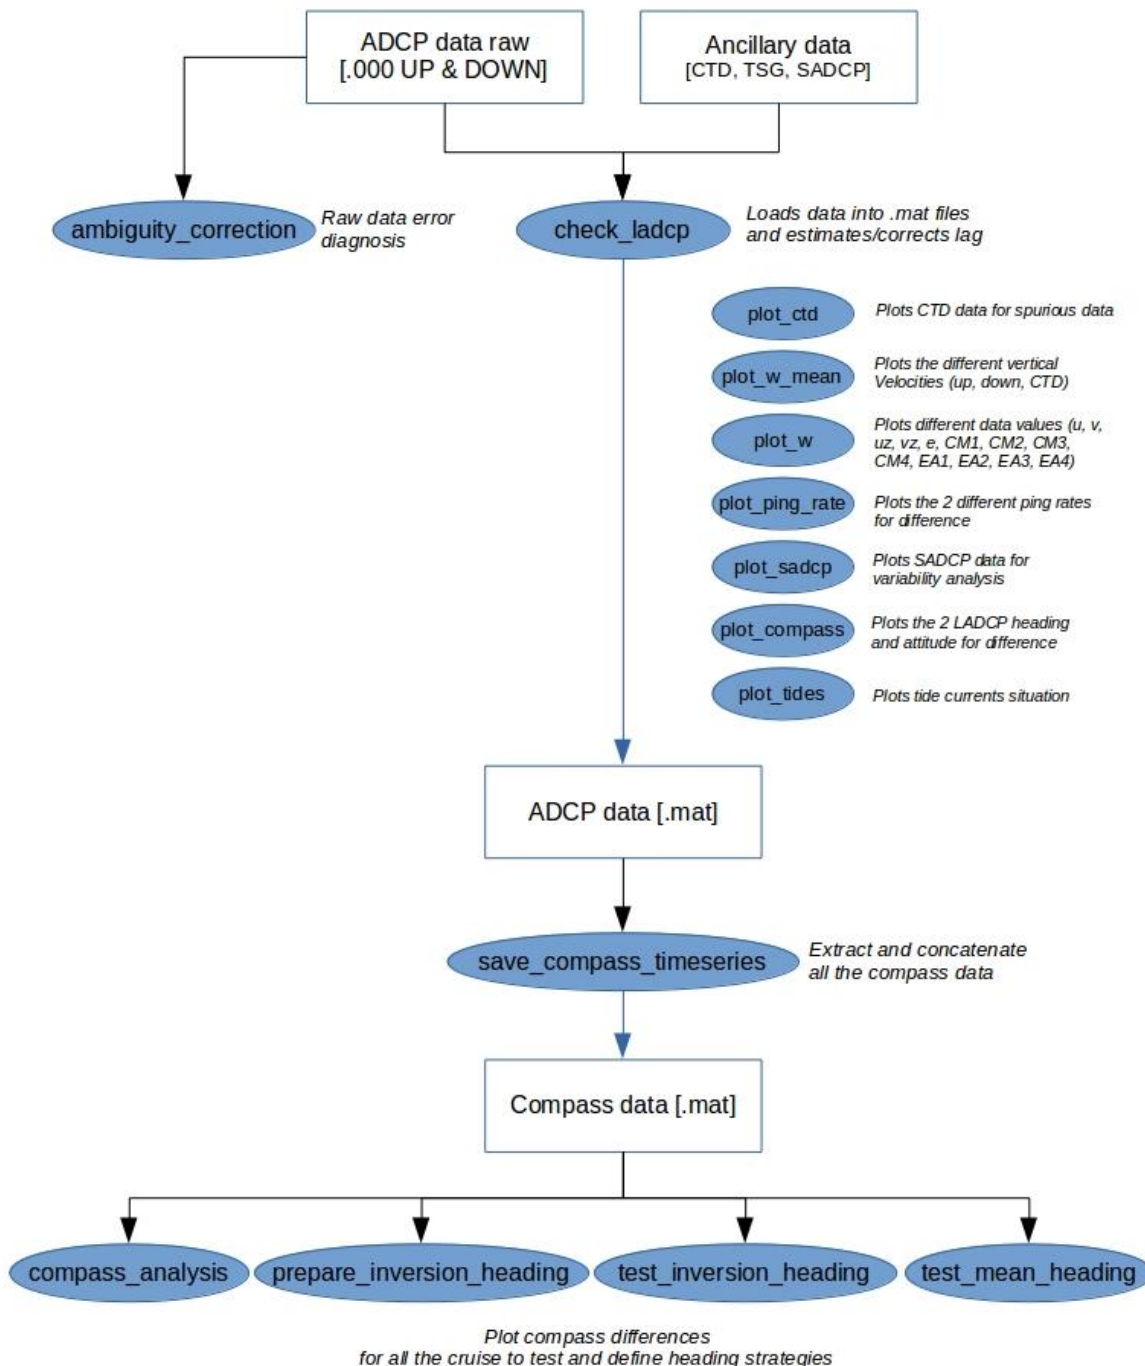 ADCP data raw
[.000 UP & DOWN]
Ancillary data
[CTD, TSG, SADCP]
ambiguity_correction
Raw data error
diagnosis
check_ladcp
Loads data into .mat files
and estimates/corrects lag
plot_ctd
Plots CTD data for spurious data
plot_w_mean
Plots the different vertical
Velocities (up, down, CTD)
plot_w
Plots different data values (u, v,
uz, vz, e, CM1, CM2, CM3,
CM4, EA1, EA2, EA3, EA4)
plot_ping_rate
Plots the 2 different ping rates
for difference
plot_sadcp
Plots SADCP data for
variability analysis
plot_compass
Plots the 2 LADCP heading
and attitude for difference
plot_tides
Plots tide currents situation
ADCP data [.mat]
save_compass_timeseries
Extract and concatenate
all the compass data
Compass data [.mat]
compass_analysis
prepare_inversion_heading
test_inversion_heading
test_mean_heading
Plot compass differences
for all the cruise to test and define heading strategies